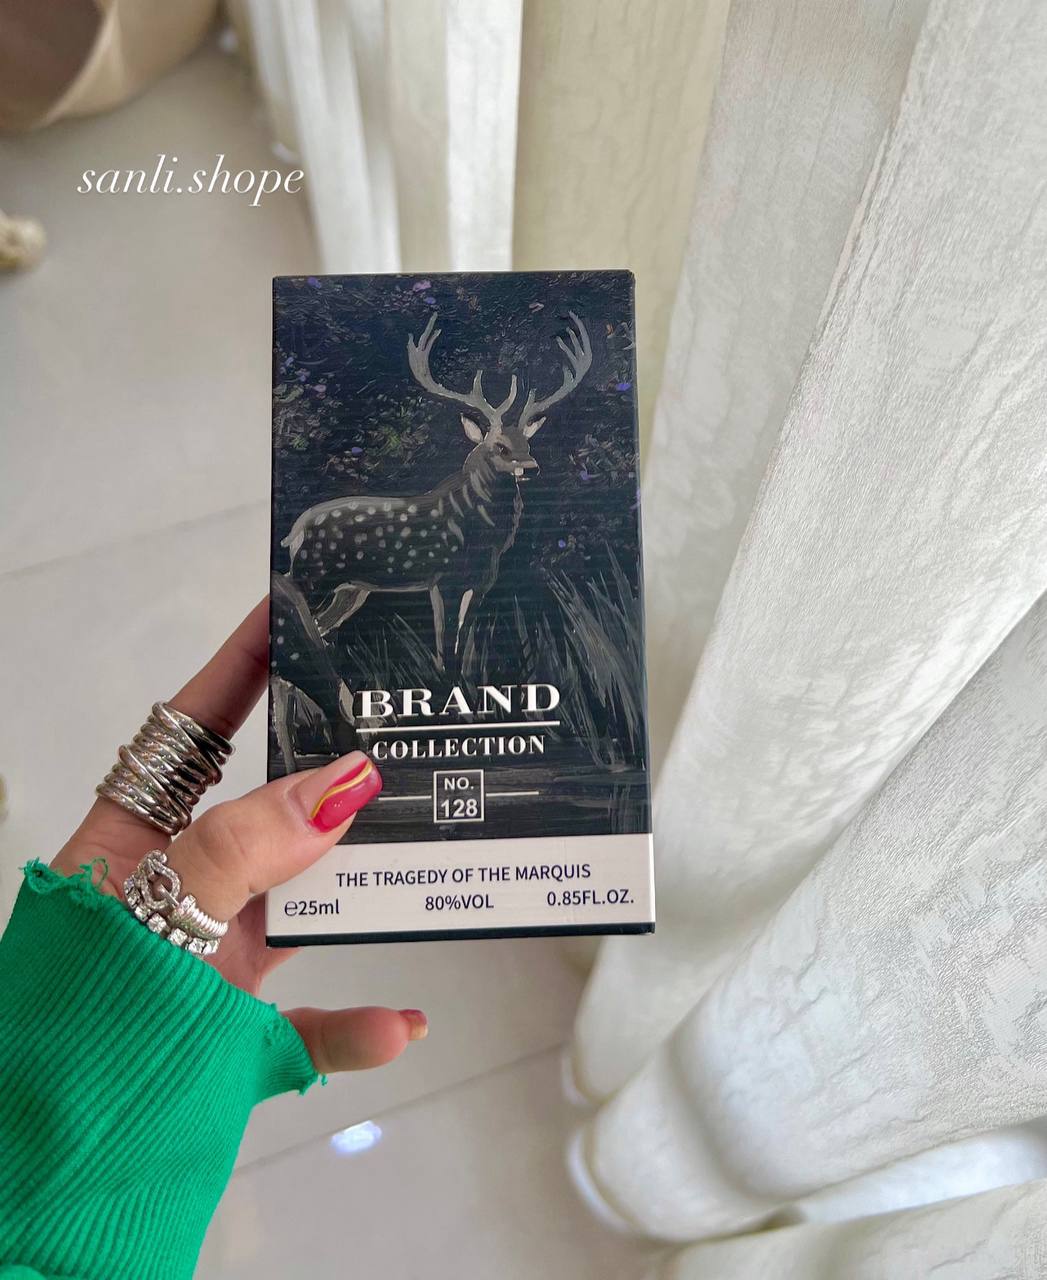 sanli.shope
BRAND
COLLECTION
NO.
128
THE TRAGEDY OF THE MARQUIS
℮25ml 80%VOL 0.85FL.OZ.